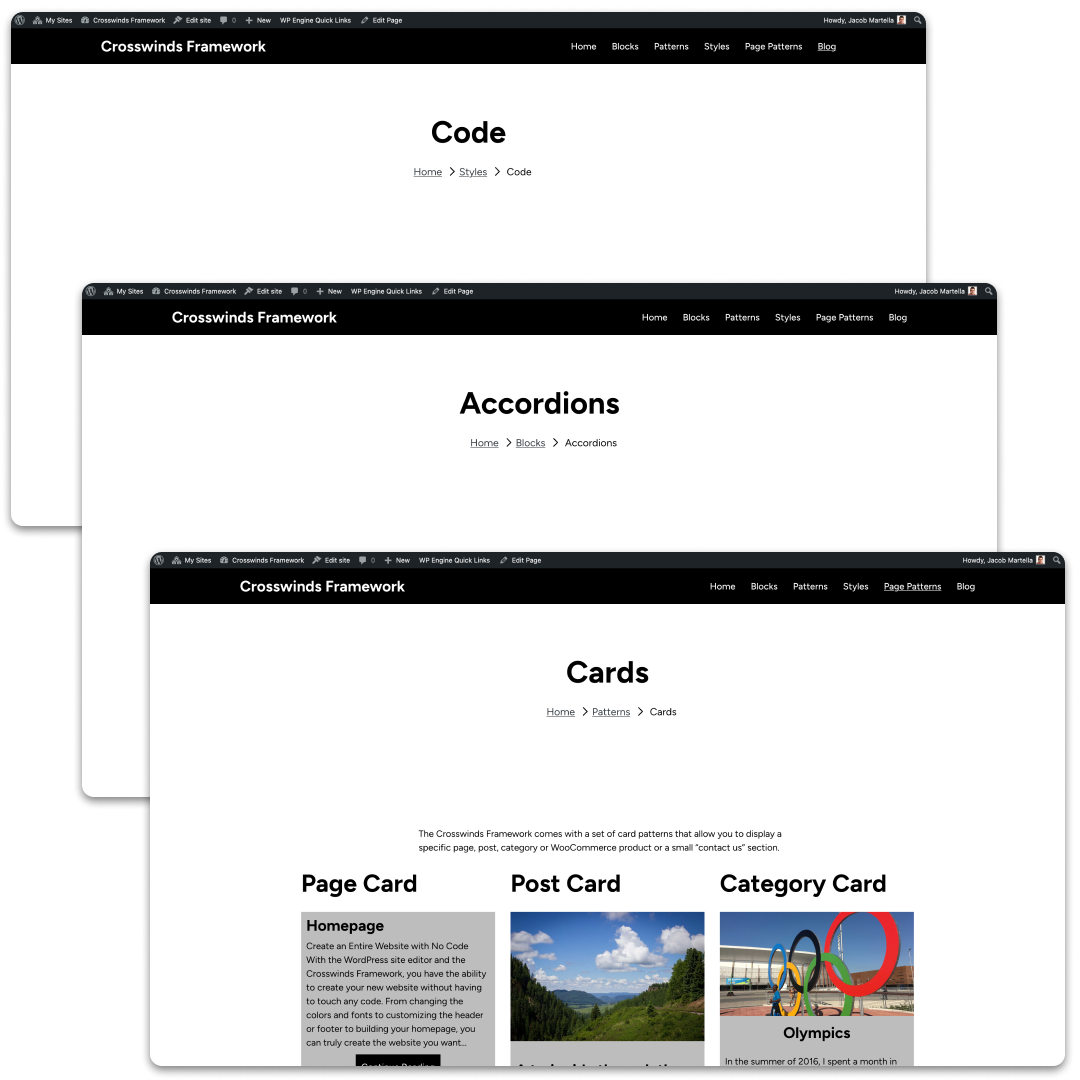 My Sites Crosswinds Framework Edit site 0 New WP Engine Quick Links Edit Page Howdy, Jacob Martella
Crosswinds Framework Home Blocks Patterns Styles Page Patterns Blog
Code
Home Styles Code
My Sites Crosswinds Framework Edit site 0 New WP Engine Quick Links Edit Page Howdy, Jacob Martella
Crosswinds Framework Home Blocks Patterns Styles Page Patterns Blog
Accordions
Home Blocks Accordions
My Sites Crosswinds Framework Edit site 0 New WP Engine Quick Links Edit Page Howdy, Jacob Martella
Crosswinds Framework Home Blocks Patterns Styles Page Patterns Blog
Cards
Home Patterns Cards
The Crosswinds Framework comes with a set of card patterns that allow you to display a
specific page, post, category or WooCommerce product or a small “contact us” section.
Page Card
Homepage
Create an Entire Website with No Code
With the WordPress site editor and the
Crosswinds Framework, you have the ability
to create your new website without having
to touch any code. From changing the
colors and fonts to customizing the header
or footer to building your homepage, you
can truly create the website you want…
Continue Reading
Post Card
Category Card
Olympics
In the summer of 2016, I spent a month in